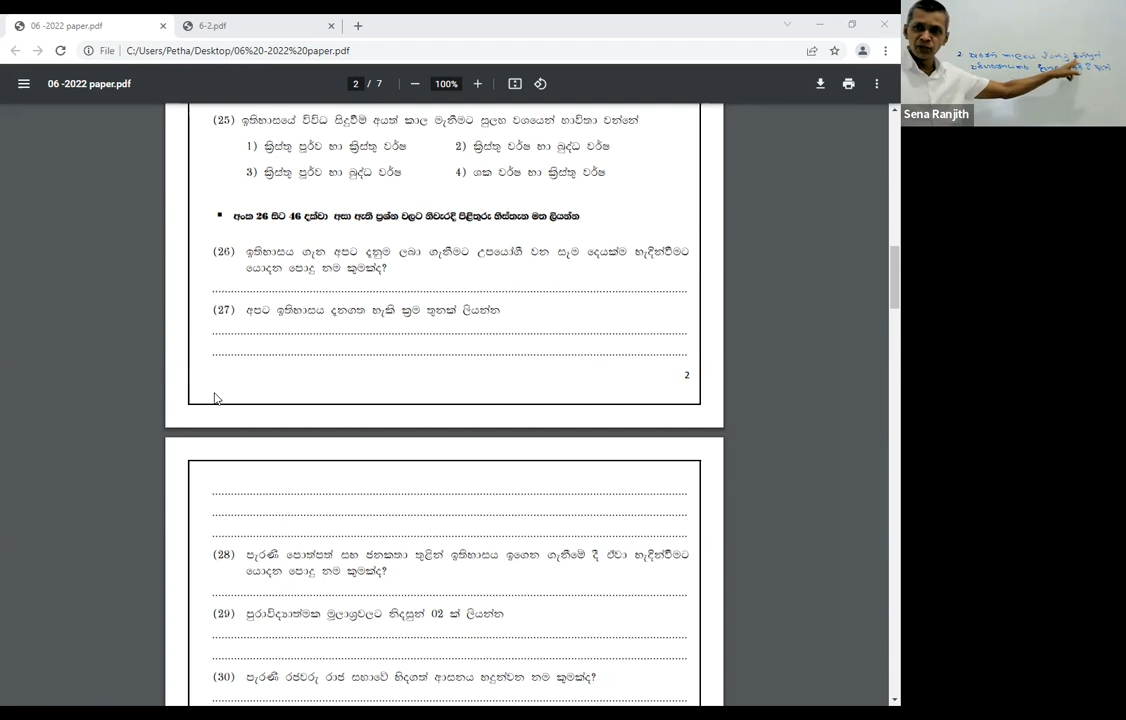 06 -2022 paper.pdf
6-2.pdf
File
C:/Users/Petha/Desktop/06%20-2022%20paper.pdf
06 -2022 paper.pdf
2 / 7
100%
Sena Ranjith
(25) ඉතිහාසයේ විවිධ සිදුවීම් අයත් කාල මැනීමට සුලභ වශයෙන් භාවිතා වන්නේ
1) ක්‍රිස්තු පූර්ව හා ක්‍රිස්තු වර්ෂ
2) ක්‍රිස්තු වර්ෂ හා බුද්ධ වර්ෂ
3) ක්‍රිස්තු පූර්ව හා බුද්ධ වර්ෂ
4) ශක වර්ෂ හා ක්‍රිස්තු වර්ෂ
▪ අංක 26 සිට 46 දක්වා අසා ඇති ප්‍රශ්න වලට නිවැරදි පිළිතුරු හිස්තැන මත ලියන්න
(26) ඉතිහාසය ගැන අපට දැනුම ලබා ගැනීමට උපයෝගී වන සැම දෙයක්ම හැඳින්වීමට
යොදන පොදු නම කුමක්ද?
(27) අපට ඉතිහාසය දැනගත හැකි ක්‍රම තුනක් ලියන්න
2
(28) පැරණි පොත්පත් සහ ජනකතා තුළින් ඉතිහාසය ඉගෙන ගැනීමේ දී ඒවා හැඳින්වීමට
යොදන පොදු නම කුමක්ද?
(29) පුරාවිද්‍යාත්මක මූලාශ්‍රවලට නිදසුන් 02 ක් ලියන්න
(30) පැරණි රජවරු රාජ සභාවේ හිඳගත් ආසනය හඳුන්වන නම කුමක්ද?